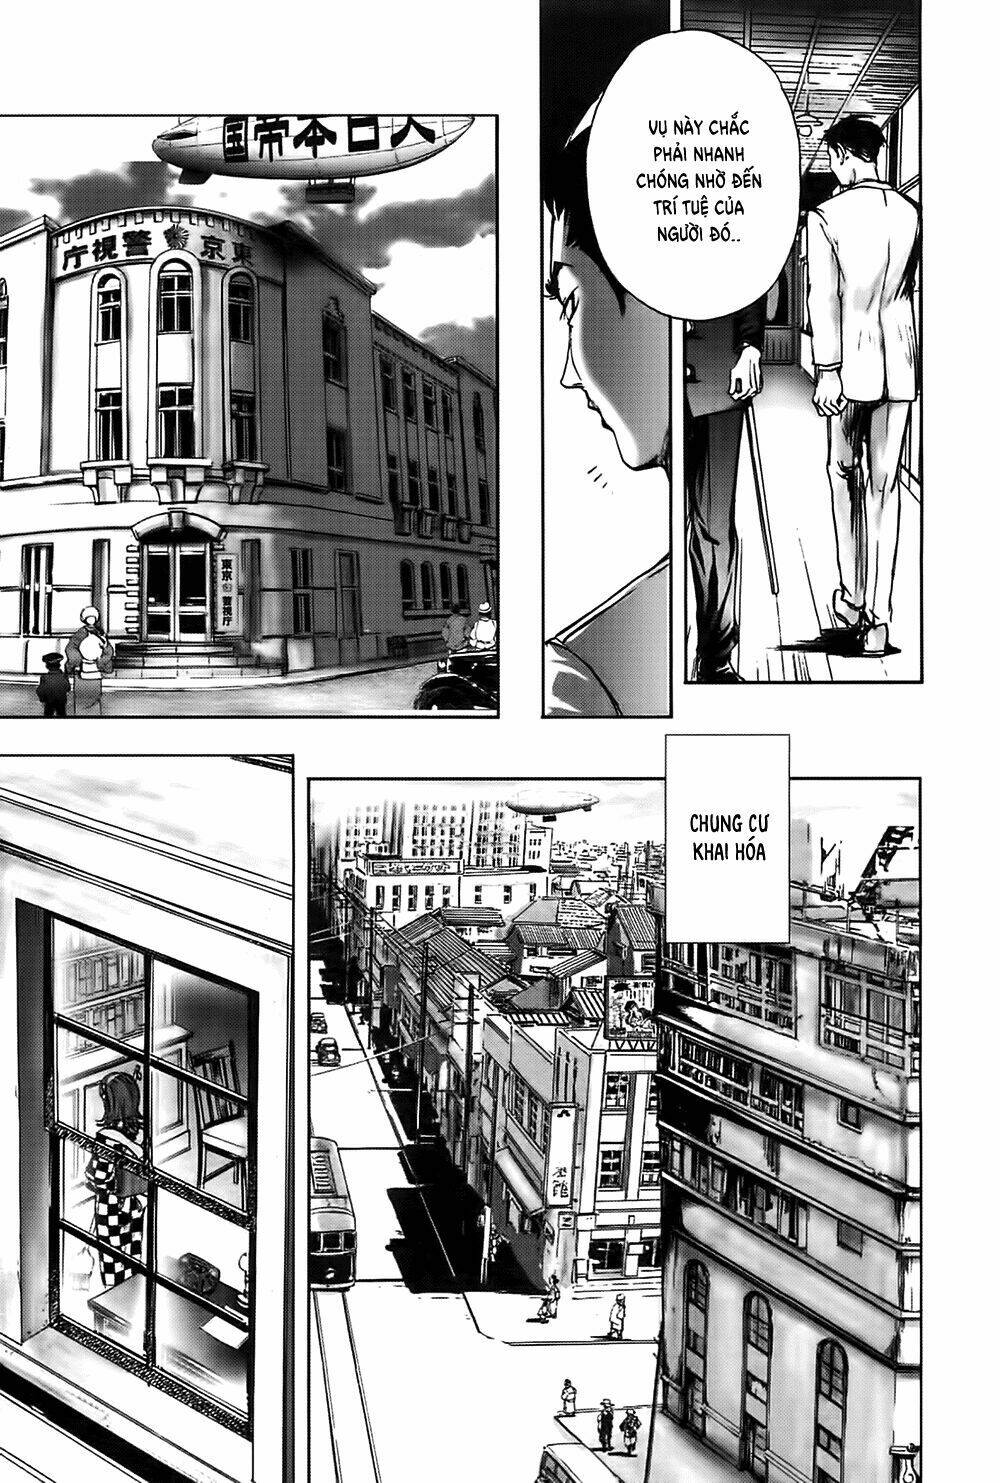 VỤ NÀY CHẮC
PHẢI NHANH
CHÓNG NHỜ ĐẾN
TRÍ TUỆ CỦA
NGƯỜI ĐÓ..
国帝本日大
庁視警京東
東京
警視庁
CHUNG CƯ
KHAI HÓA